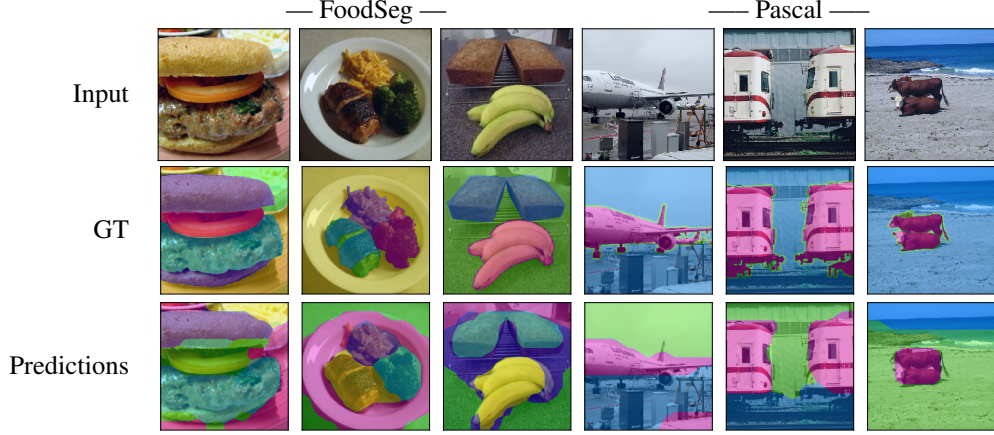 — FoodSeg —
—– Pascal —–
Input
GT
Predictions